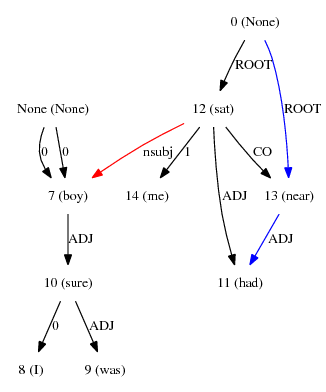 0 (None)
ROOT
None (None) 12 (sat) ROOT
0 0 nsubj 1 CO
7 (boy) 14 (me) ADJ 13 (near)
ADJ ADJ
10 (sure) 11 (had)
0 ADJ
8 (I) 9 (was)